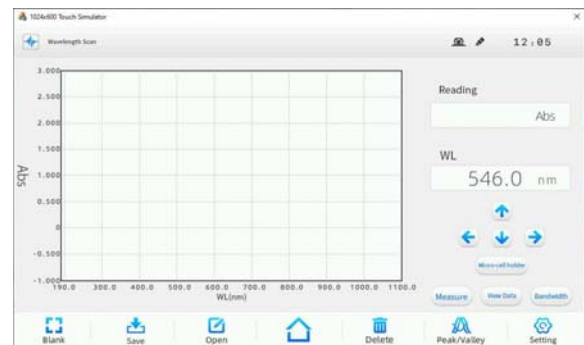 1024x600 Touch Simulator
Wavelength Scan
12:05
3.000
2.500
2.000
1.000
0.500
0
-0.500
-1.000
Abs
190.0 300.0 400.0 500.0 600.0 700.0 800.0 900.0 1000.0 1100.0
WL(nm)
Reading
Abs
WL
546.0 nm
Micro-cell holder
Measure View Data Bandwidth
Blank Save Open Delete Peak/Valley Setting